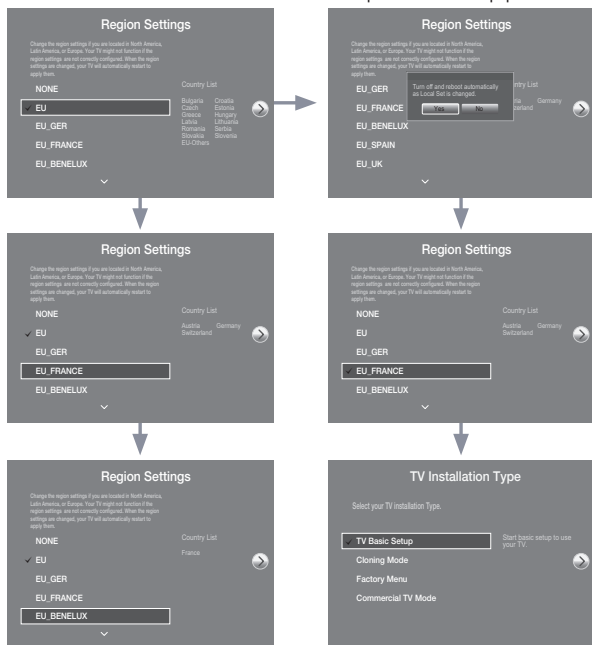 Region Settings
Change the region settings if you are located in North America,
Latin America, or Europe. Your TV might not function if the
region settings are not correctly configured. When the region
settings are changed, your TV will automatically restart to
apply them.
NONE
EU
EU_GER
EU_FRANCE
EU_BENELUX
Country List
Bulgaria Croatia
Czech Estonia
Greece Hungary
Latvia Lithuania
Romania Serbia
Slovakia Slovenia
EU-Others
Region Settings
Change the region settings if you are located in North America,
Latin America, or Europe. Your TV might not function if the
region settings are not correctly configured. When the region
settings are changed, your TV will automatically restart to
apply them.
EU_GER
EU_FRANCE
EU_BENELUX
EU_SPAIN
EU_UK
Turn off and reboot automatically
as Local Set is changed.
Yes No
ntry List
Germany
Region Settings
Change the region settings if you are located in North America,
Latin America, or Europe. Your TV might not function if the
region settings are not correctly configured. When the region
settings are changed, your TV will automatically restart to
apply them.
NONE
EU
EU_GER
EU_FRANCE
EU_BENELUX
Country List
Austria Germany
Switzerland
Region Settings
Change the region settings if you are located in North America,
Latin America, or Europe. Your TV might not function if the
region settings are not correctly configured. When the region
settings are changed, your TV will automatically restart to
apply them.
NONE
EU
EU_GER
EU_FRANCE
EU_BENELUX
Country List
Austria Germany
Switzerland
Region Settings
Change the region settings if you are located in North America,
Latin America, or Europe. Your TV might not function if the
region settings are not correctly configured. When the region
settings are changed, your TV will automatically restart to
apply them.
NONE
EU
EU_GER
EU_FRANCE
EU_BENELUX
Country List
France
TV Installation Type
Select your TV installation Type.
TV Basic Setup
Cloning Mode
Factory Menu
Commercial TV Mode
Start basic setup to use
your TV.